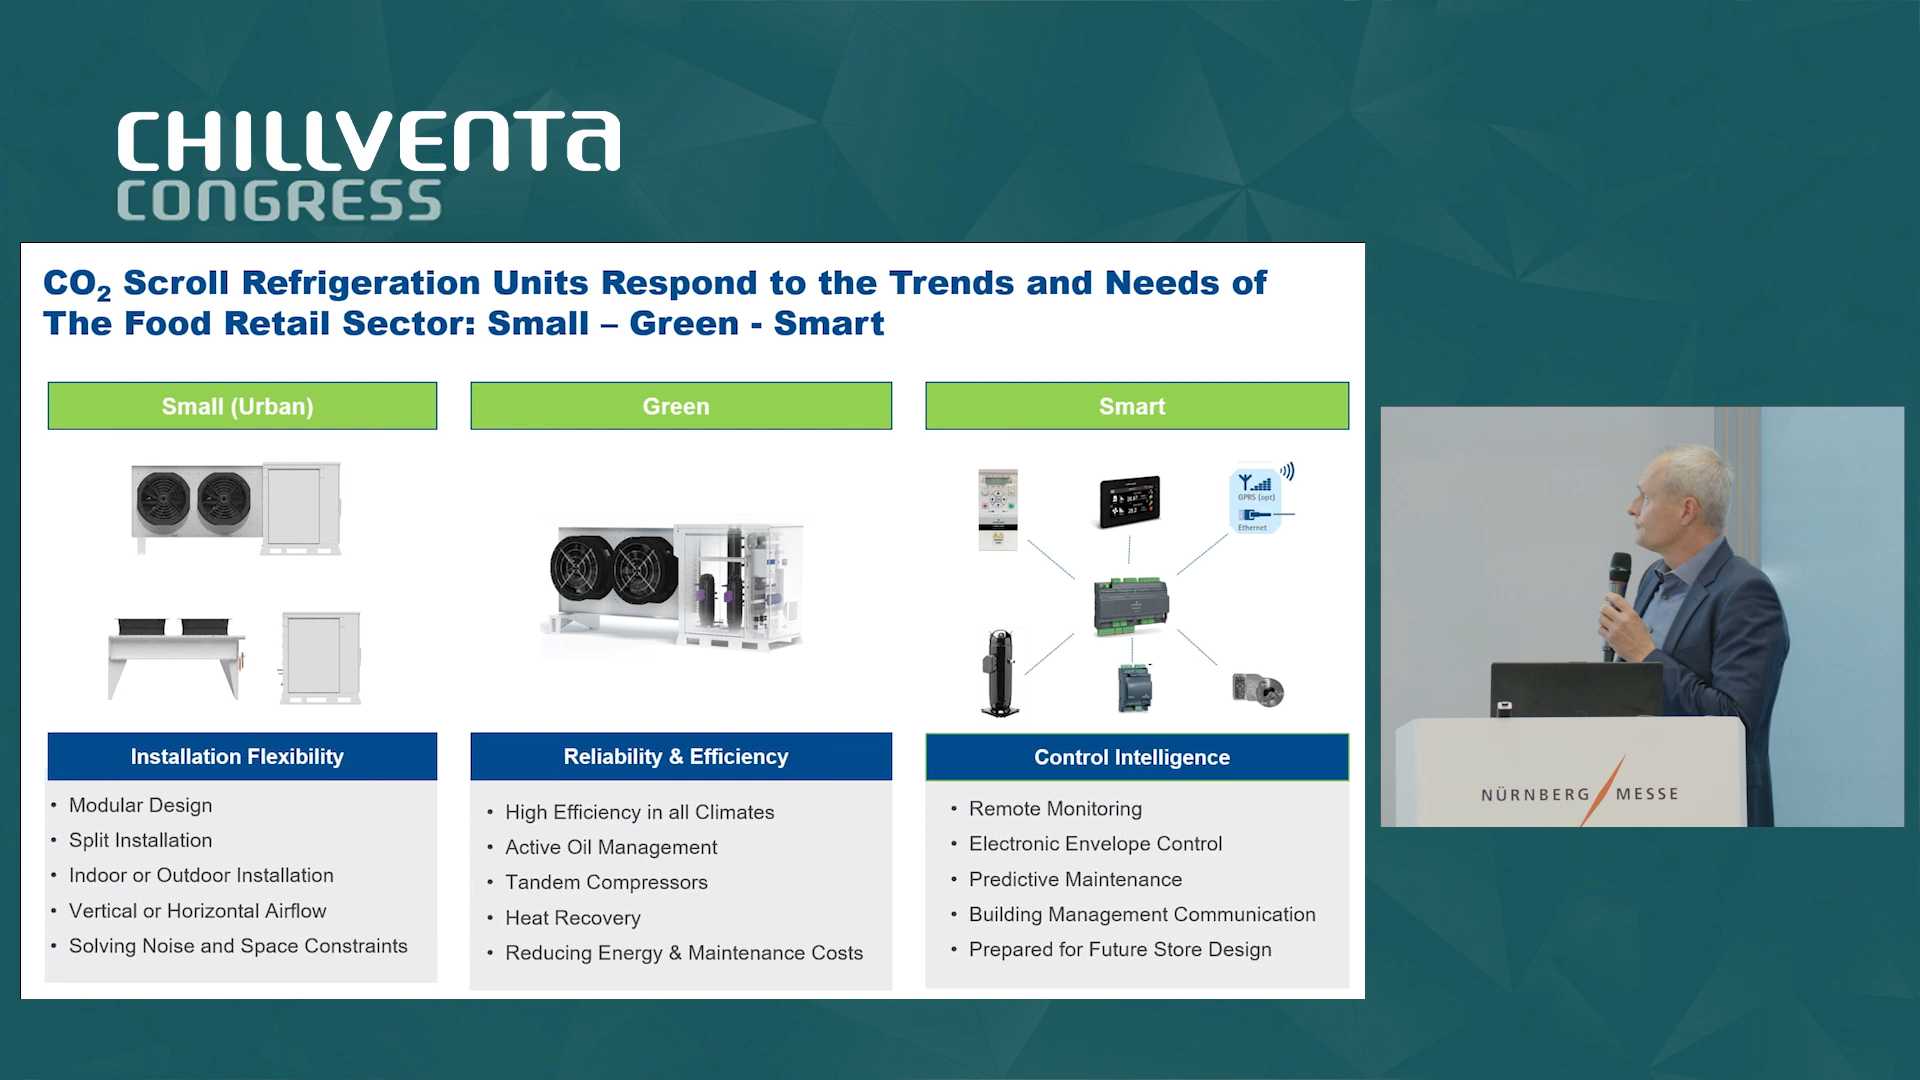 CHILLVENTA
CONGRESS
CO₂ Scroll Refrigeration Units Respond to the Trends and Needs of
The Food Retail Sector: Small – Green - Smart
Small (Urban)
Green
Smart
GPRS (opt)
Ethernet
Installation Flexibility
• Modular Design
• Split Installation
• Indoor or Outdoor Installation
• Vertical or Horizontal Airflow
• Solving Noise and Space Constraints
Reliability & Efficiency
• High Efficiency in all Climates
• Active Oil Management
• Tandem Compressors
• Heat Recovery
• Reducing Energy & Maintenance Costs
Control Intelligence
• Remote Monitoring
• Electronic Envelope Control
• Predictive Maintenance
• Building Management Communication
• Prepared for Future Store Design
NÜRNBERG MESSE